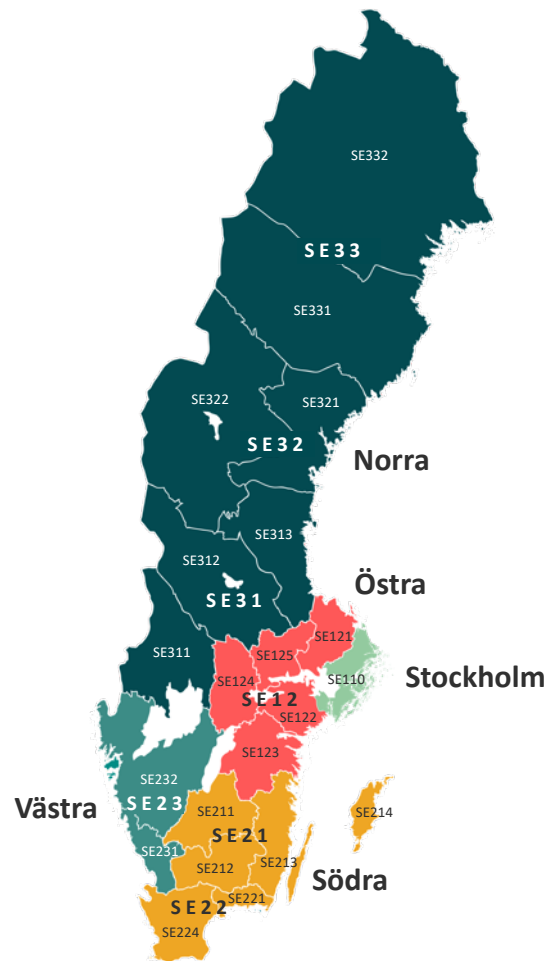 SE332
SE33
SE331
SE322
SE321
SE32
Norra
SE313
SE312
SE31
Östra
SE311
SE121
SE125
SE124
SE110
Stockholm
SE12
SE122
SE123
SE232
Västra
SE23
SE211
SE214
SE21
SE231
SE212
SE213
Södra
SE221
SE22
SE224